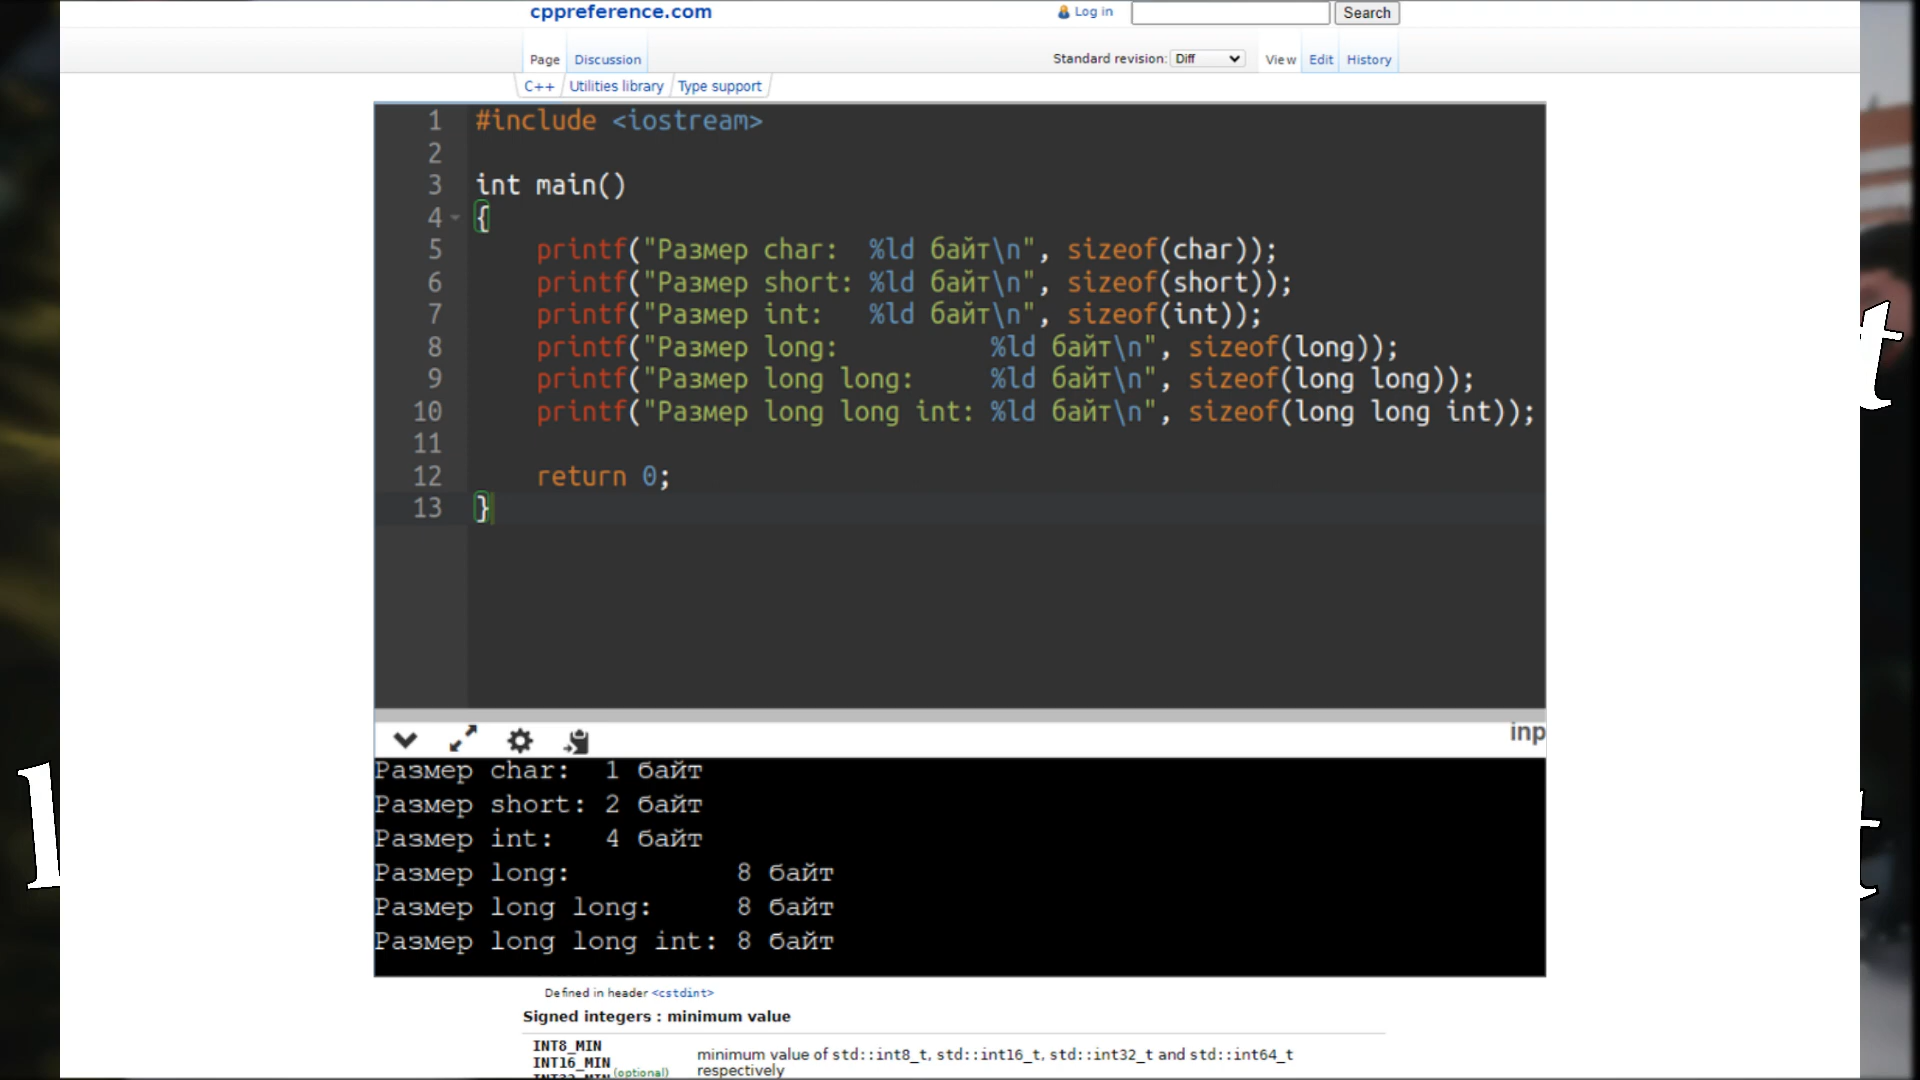 cppreference.com
Log in
Search
Page
Discussion
Standard revision:
Diff
View
Edit
History
C++
Utilities library
Type support
1 #include <iostream>
2
3 int main()
4 {
5 printf("Размер char:  %ld байт\n", sizeof(char));
6 printf("Размер short: %ld байт\n", sizeof(short));
7 printf("Размер int:   %ld байт\n", sizeof(int));
8 printf("Размер long:          %ld байт\n", sizeof(long));
9 printf("Размер long long:     %ld байт\n", sizeof(long long));
10 printf("Размер long long int: %ld байт\n", sizeof(long long int));
11
12 return 0;
13 }
inp
Размер char:  1 байт
Размер short: 2 байт
Размер int:   4 байт
Размер long:          8 байт
Размер long long:     8 байт
Размер long long int: 8 байт
Defined in header <cstdint>
Signed integers : minimum value
INT8_MIN
INT16_MIN
(optional)
minimum value of std::int8_t, std::int16_t, std::int32_t and std::int64_t
respectively